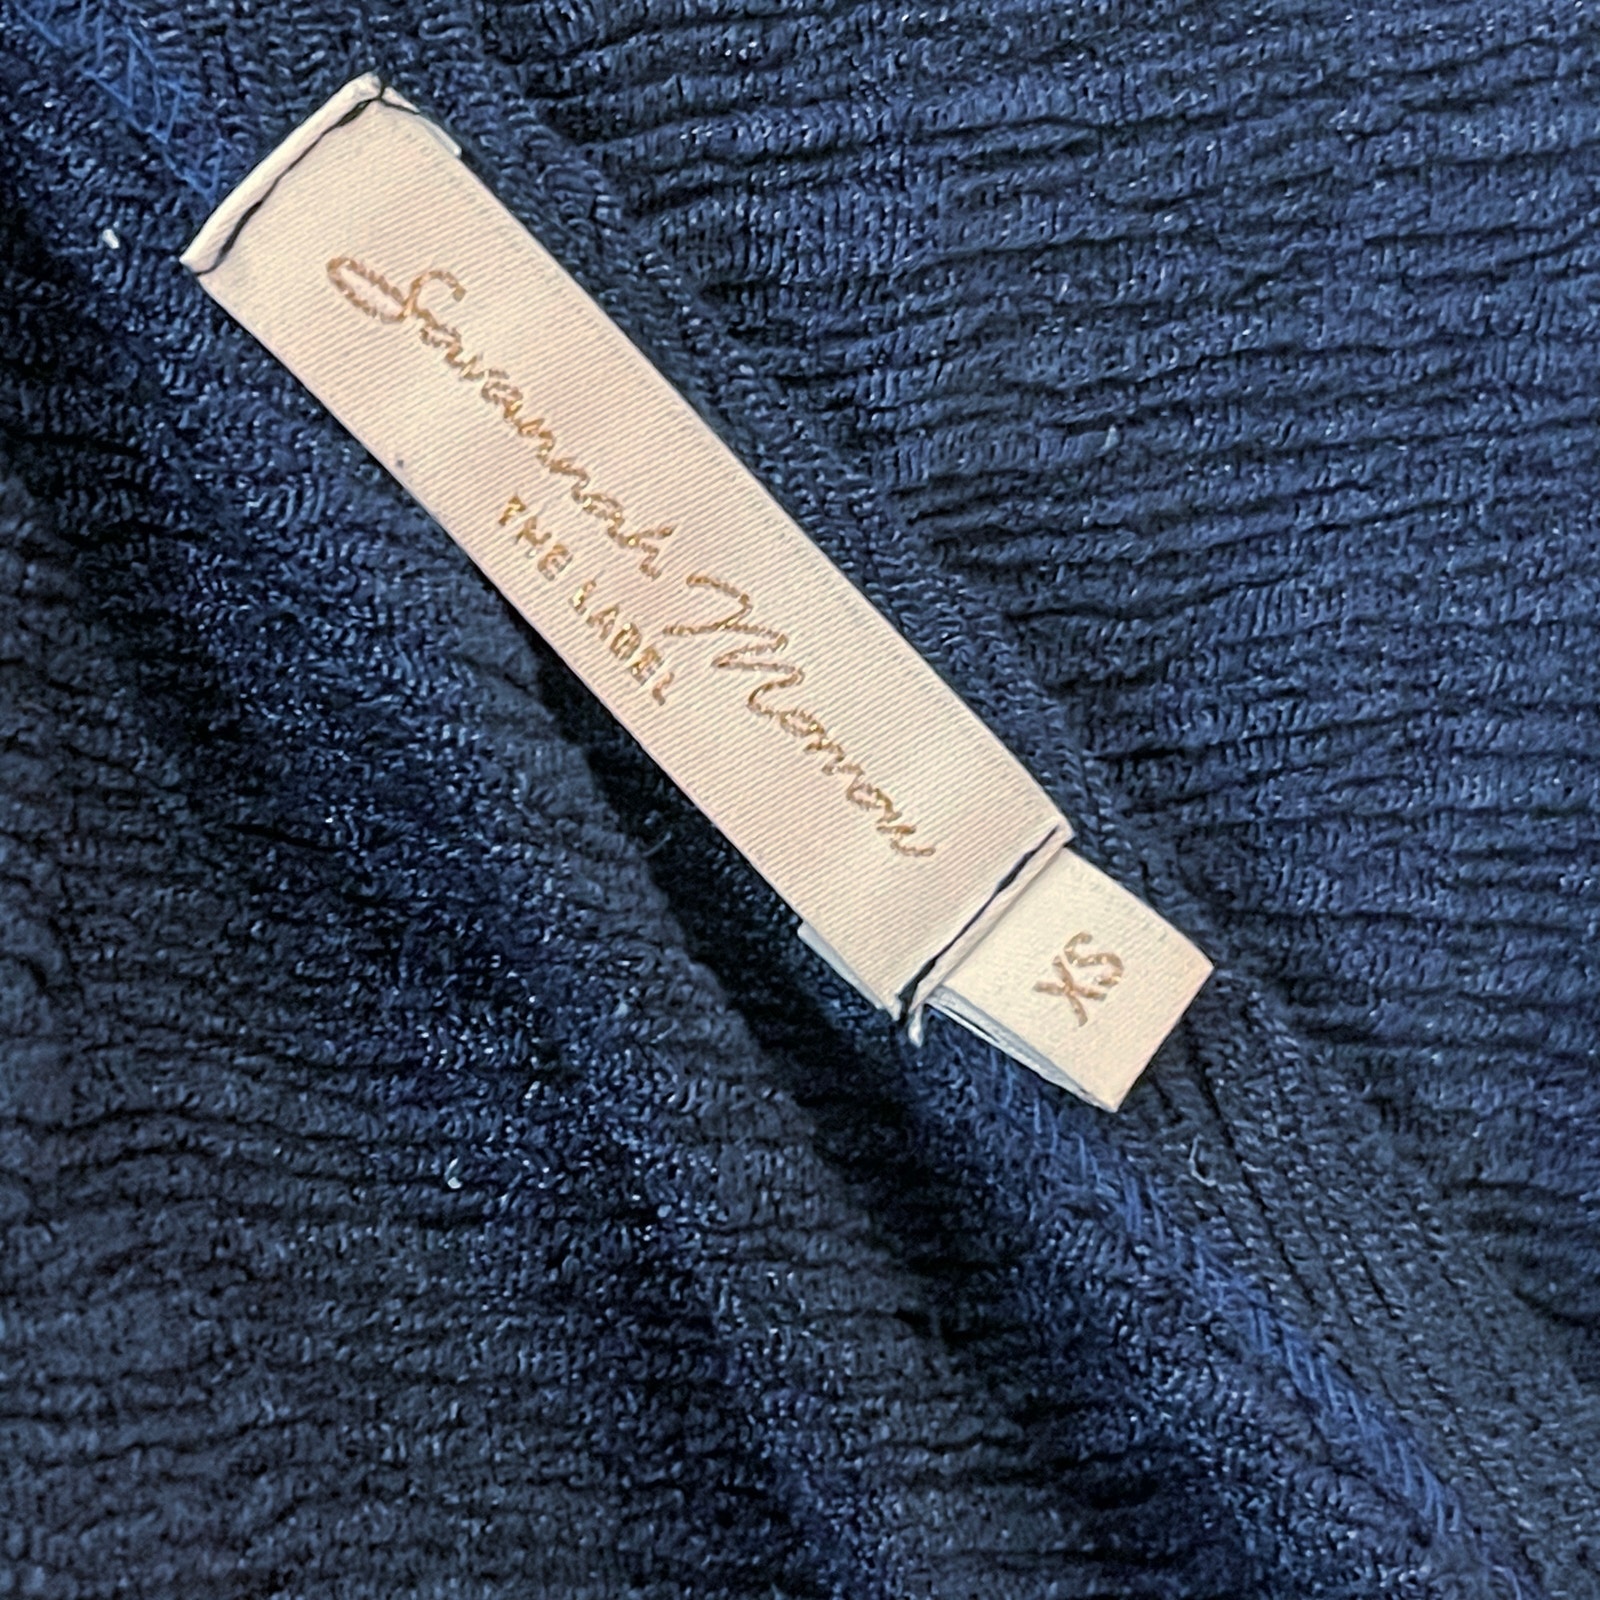 Savannah Morrow
THE LABEL
XS